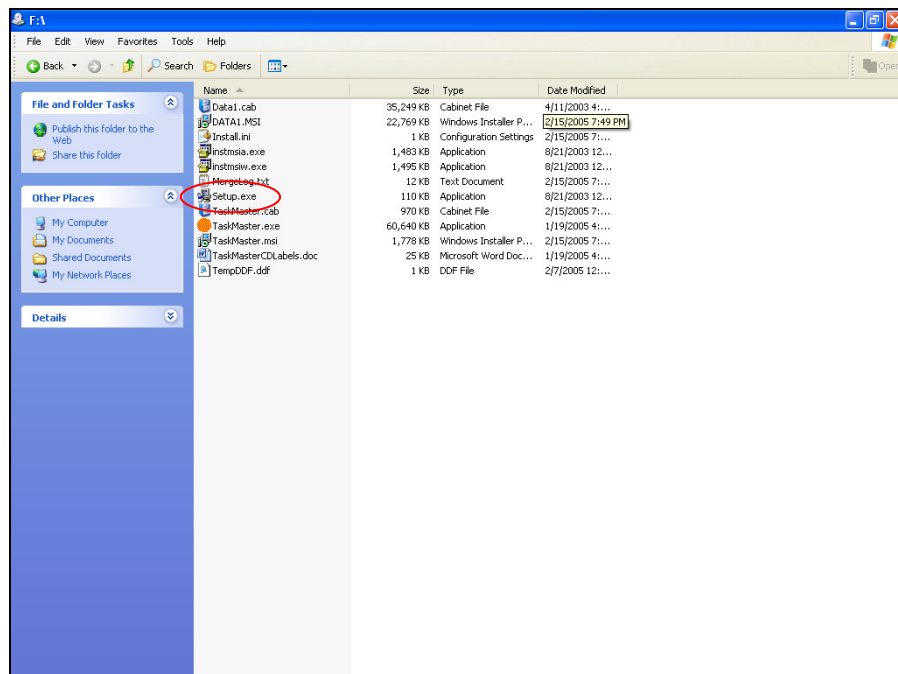 F:\
File Edit View Favorites Tools Help
Back Search Folders Open
Name Size Type Date Modified
File and Folder Tasks
Publish this folder to the
Web
Share this folder
Other Places
My Computer
My Documents
Shared Documents
My Network Places
Details
Data1.cab 35,249 KB Cabinet File 4/11/2003 4:...
DATA1.MSI 22,769 KB Windows Installer P... 2/15/2005 7:49 PM
Install.ini 1 KB Configuration Settings 2/15/2005 7:...
instmsia.exe 1,483 KB Application 8/21/2003 12...
instmsiw.exe 1,495 KB Application 8/21/2003 12...
MergeLog.txt 12 KB Text Document 2/15/2005 7:...
Setup.exe 110 KB Application 8/21/2003 12...
TaskMaster.cab 970 KB Cabinet File 2/15/2005 7:...
TaskMaster.exe 60,640 KB Application 1/19/2005 4:...
TaskMaster.msi 1,778 KB Windows Installer P... 2/15/2005 7:...
TaskMasterCDLabels.doc 25 KB Microsoft Word Doc... 1/19/2005 4:...
TempDDF.ddf 1 KB DDF File 2/7/2005 12:...